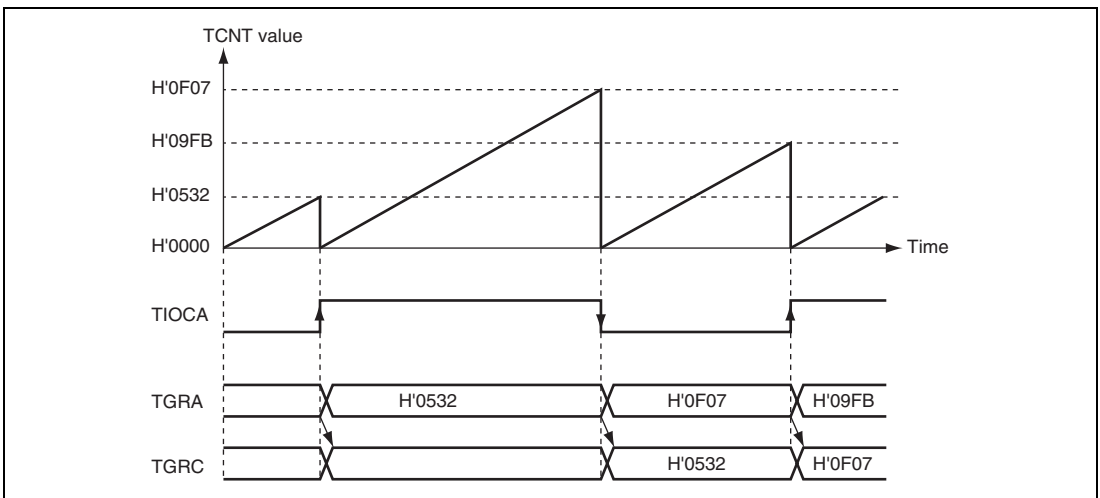 TCNT value
H'0F07
H'09FB
H'0532
H'0000
Time
TIOCA
TGRA
H'0532
H'0F07
H'09FB
TGRC
H'0532
H'0F07